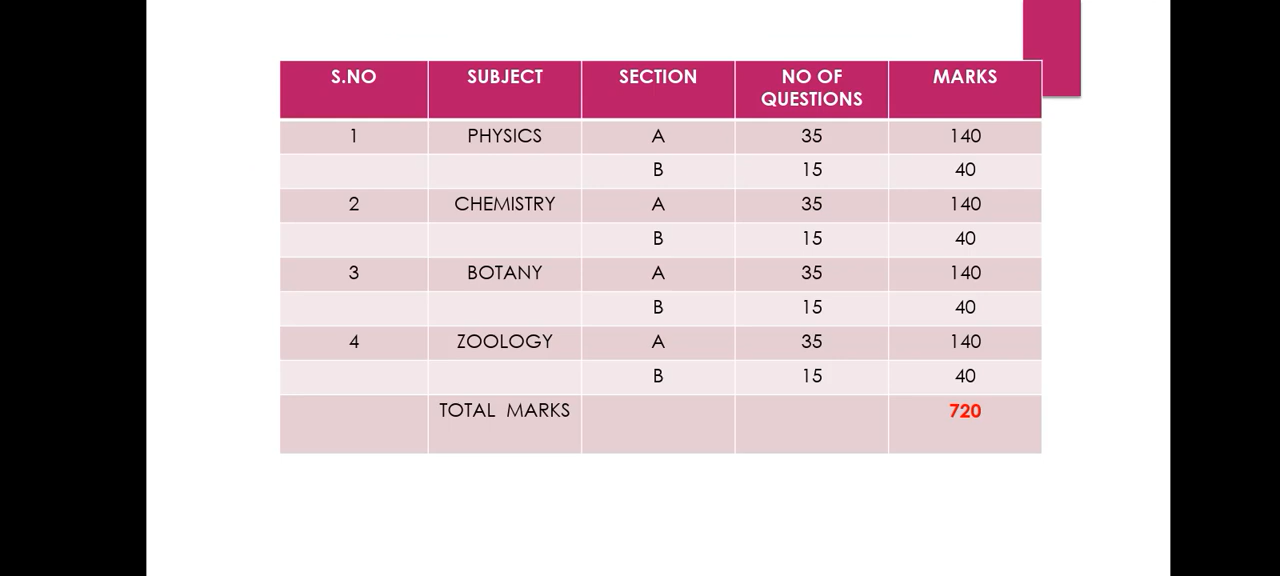 S.NO SUBJECT SECTION NO OF QUESTIONS MARKS
1 PHYSICS A 35 140
B 15 40
2 CHEMISTRY A 35 140
B 15 40
3 BOTANY A 35 140
B 15 40
4 ZOOLOGY A 35 140
B 15 40
TOTAL MARKS 720